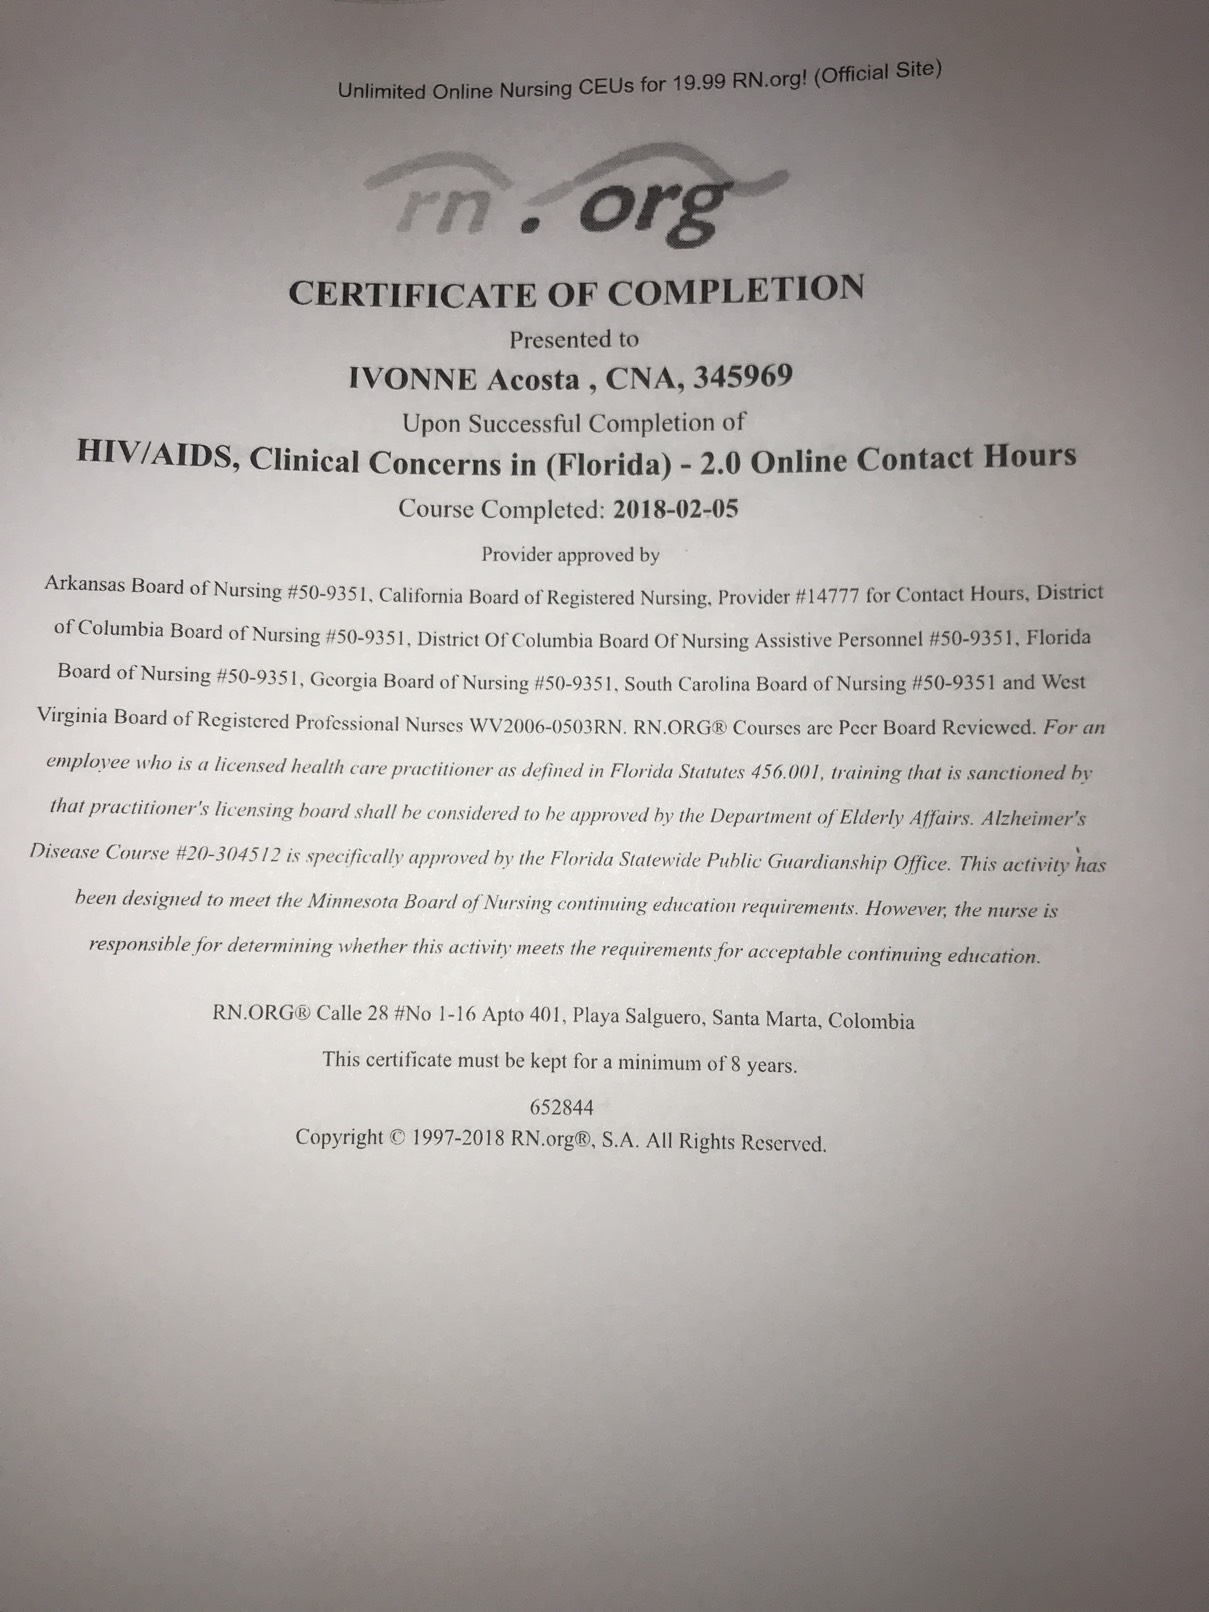 Unlimited Online Nursing CEUs for 19.99 RN.org! (Official Site)
rn.org
CERTIFICATE OF COMPLETION
Presented to
IVONNE Acosta , CNA, 345969
Upon Successful Completion of
HIV/AIDS, Clinical Concerns in (Florida) - 2.0 Online Contact Hours
Course Completed: 2018-02-05
Provider approved by
Arkansas Board of Nursing #50-9351, California Board of Registered Nursing, Provider #14777 for Contact Hours, District
of Columbia Board of Nursing #50-9351, District Of Columbia Board Of Nursing Assistive Personnel #50-9351, Florida
Board of Nursing #50-9351, Georgia Board of Nursing #50-9351, South Carolina Board of Nursing #50-9351 and West
Virginia Board of Registered Professional Nurses WV2006-0503RN. RN.ORG® Courses are Peer Board Reviewed. For an
employee who is a licensed health care practitioner as defined in Florida Statutes 456.001, training that is sanctioned by
that practitioner's licensing board shall be considered to be approved by the Department of Elderly Affairs. Alzheimer's
Disease Course #20-304512 is specifically approved by the Florida Statewide Public Guardianship Office. This activity has
been designed to meet the Minnesota Board of Nursing continuing education requirements. However, the nurse is
responsible for determining whether this activity meets the requirements for acceptable continuing education.
RN.ORG® Calle 28 #No 1-16 Apto 401, Playa Salguero, Santa Marta, Colombia
This certificate must be kept for a minimum of 8 years.
652844
Copyright © 1997-2018 RN.org®, S.A. All Rights Reserved.